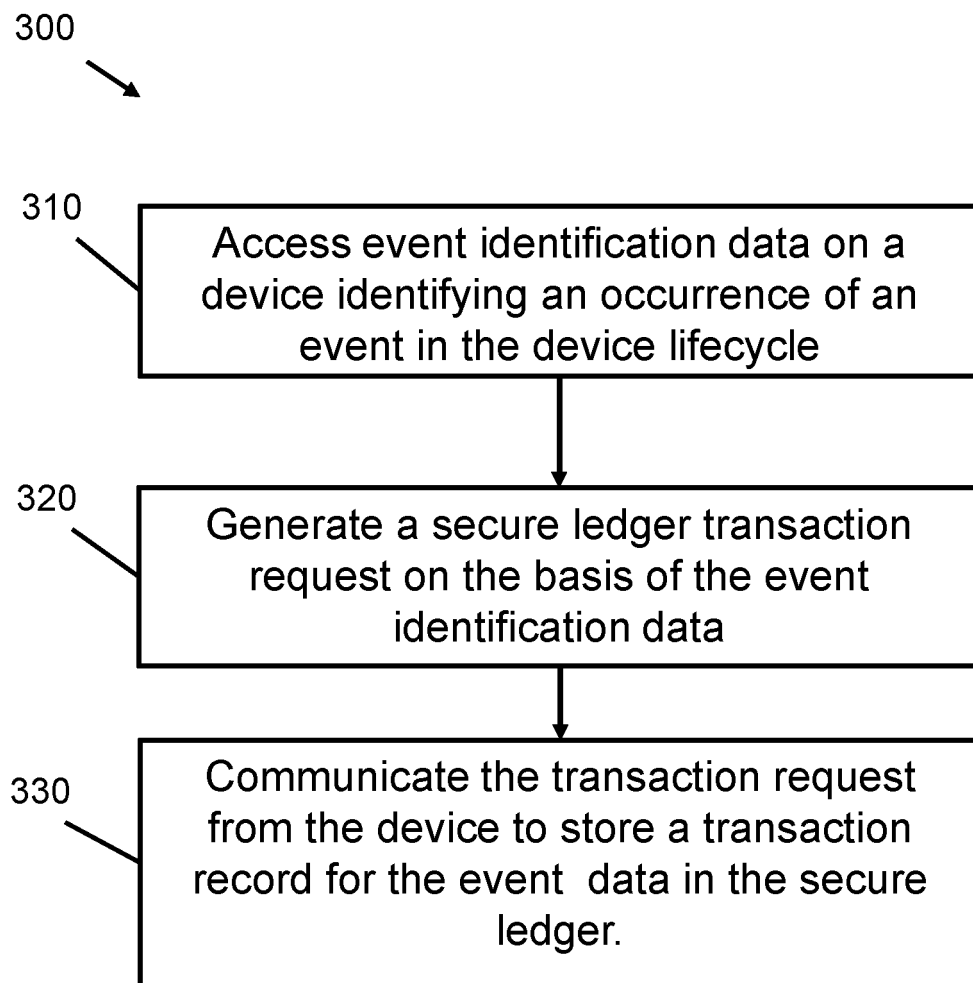 300
310
Access event identification data on a
device identifying an occurrence of an
event in the device lifecycle
320
Generate a secure ledger transaction
request on the basis of the event
identification data
330
Communicate the transaction request
from the device to store a transaction
record for the event  data in the secure
ledger.